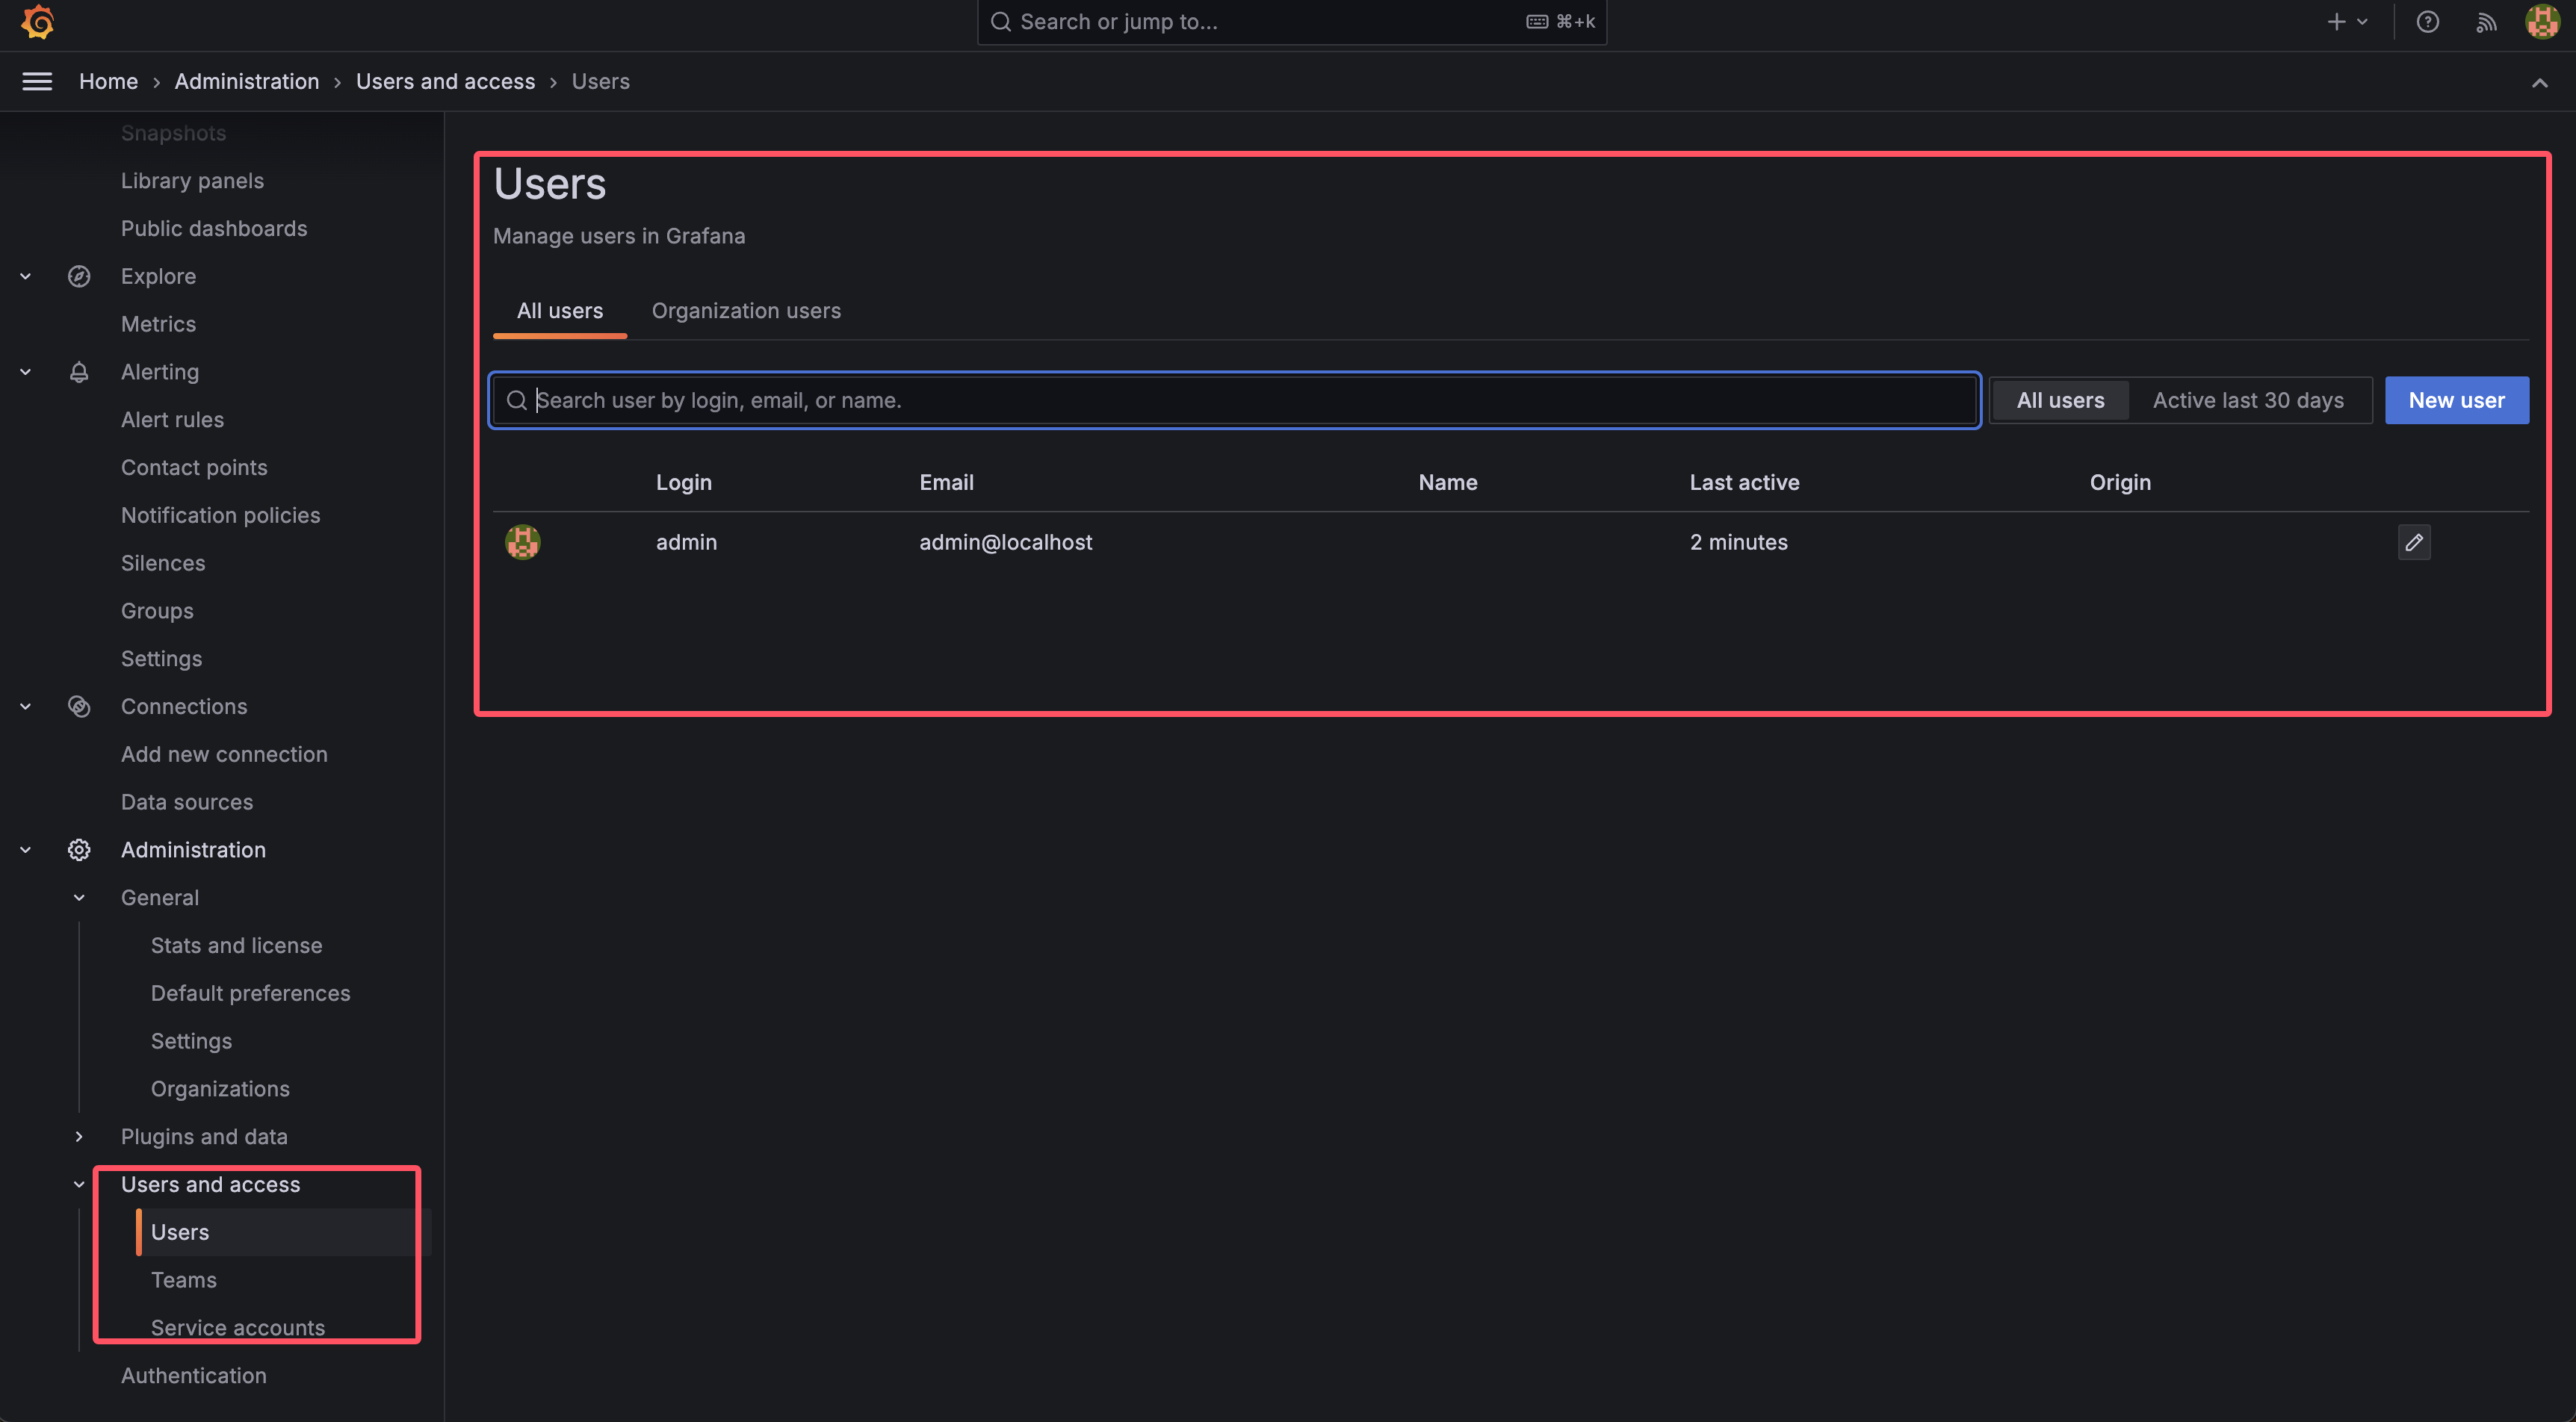 Search or jump to...
⌘+k
Home › Administration › Users and access › Users
Snapshots
Library panels
Public dashboards
Explore
Metrics
Alerting
Alert rules
Contact points
Notification policies
Silences
Groups
Settings
Connections
Add new connection
Data sources
Administration
General
Stats and license
Default preferences
Settings
Organizations
Plugins and data
Users and access
Users
Teams
Service accounts
Authentication
Users
Manage users in Grafana
All users Organization users
Search user by login, email, or name.
All users Active last 30 days New user
Login Email Name Last active Origin
admin admin@localhost 2 minutes